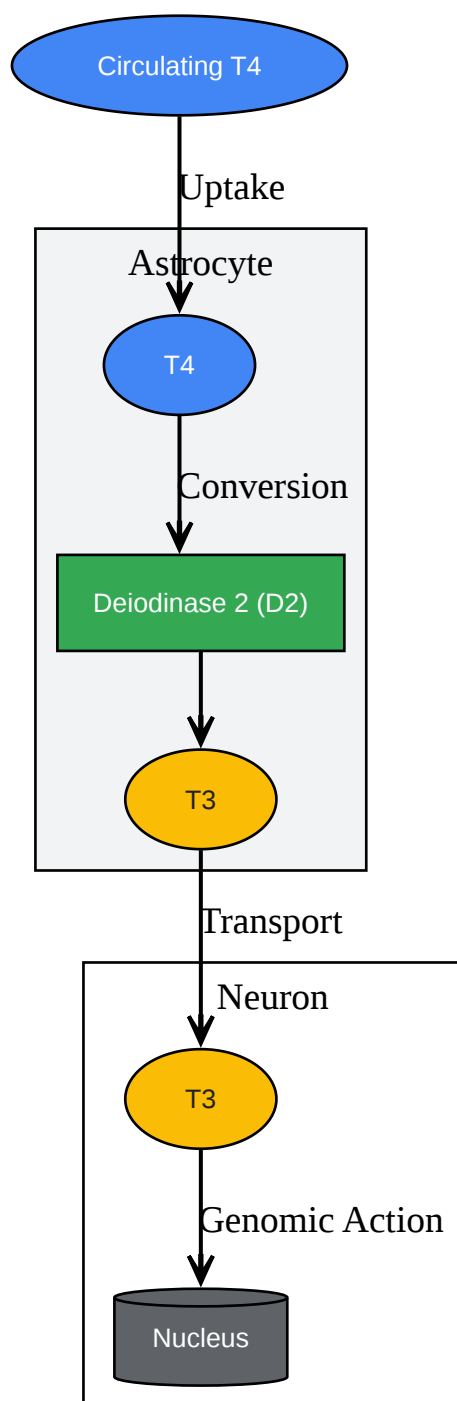 Circulating T4
Uptake
Astrocyte
T4
Conversion
Deiodinase 2 (D2)
T3
Transport
Neuron
T3
Genomic Action
Nucleus